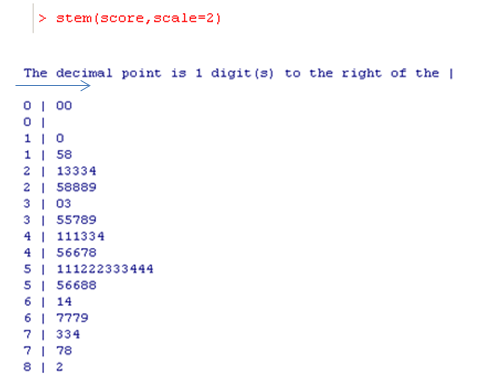 > stem(score,scale=2)
The decimal point is 1 digit(s) to the right of the |
0 | 00
0 |
1 | 0
1 | 58
2 | 13334
2 | 58889
3 | 03
3 | 55789
4 | 111334
4 | 56678
5 | 111222333444
5 | 56688
6 | 14
6 | 7779
7 | 334
7 | 78
8 | 2